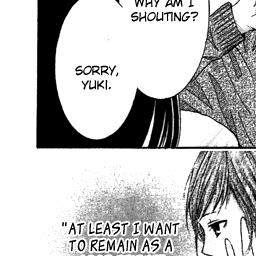 WHY AM I
SHOUTING?
SORRY,
YUKI.
"AT LEAST I WANT
TO REMAIN AS A